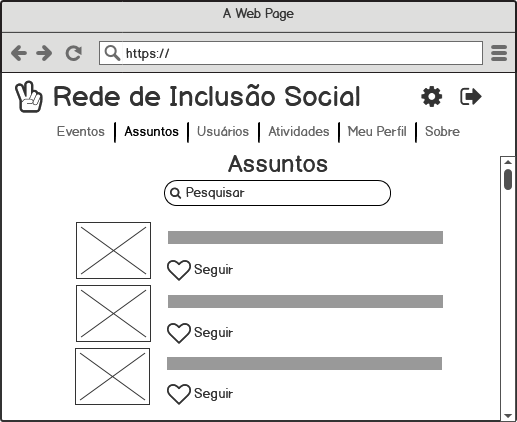 A Web Page
https://
Rede de Inclusão Social
Eventos Assuntos Usuários Atividades Meu Perfil Sobre
Assuntos
Pesquisar
Seguir
Seguir
Seguir